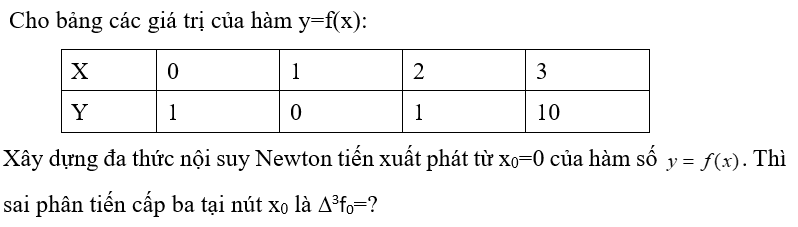 Cho bảng các giá trị của hàm y=f(x):
X 0 1 2 3
Y 1 0 1 10
Xây dựng đa thức nội suy Newton tiến xuất phát từ x₀=0 của hàm số y = f(x). Thì
sai phân tiến cấp ba tại nút x₀ là Δ³f₀=?